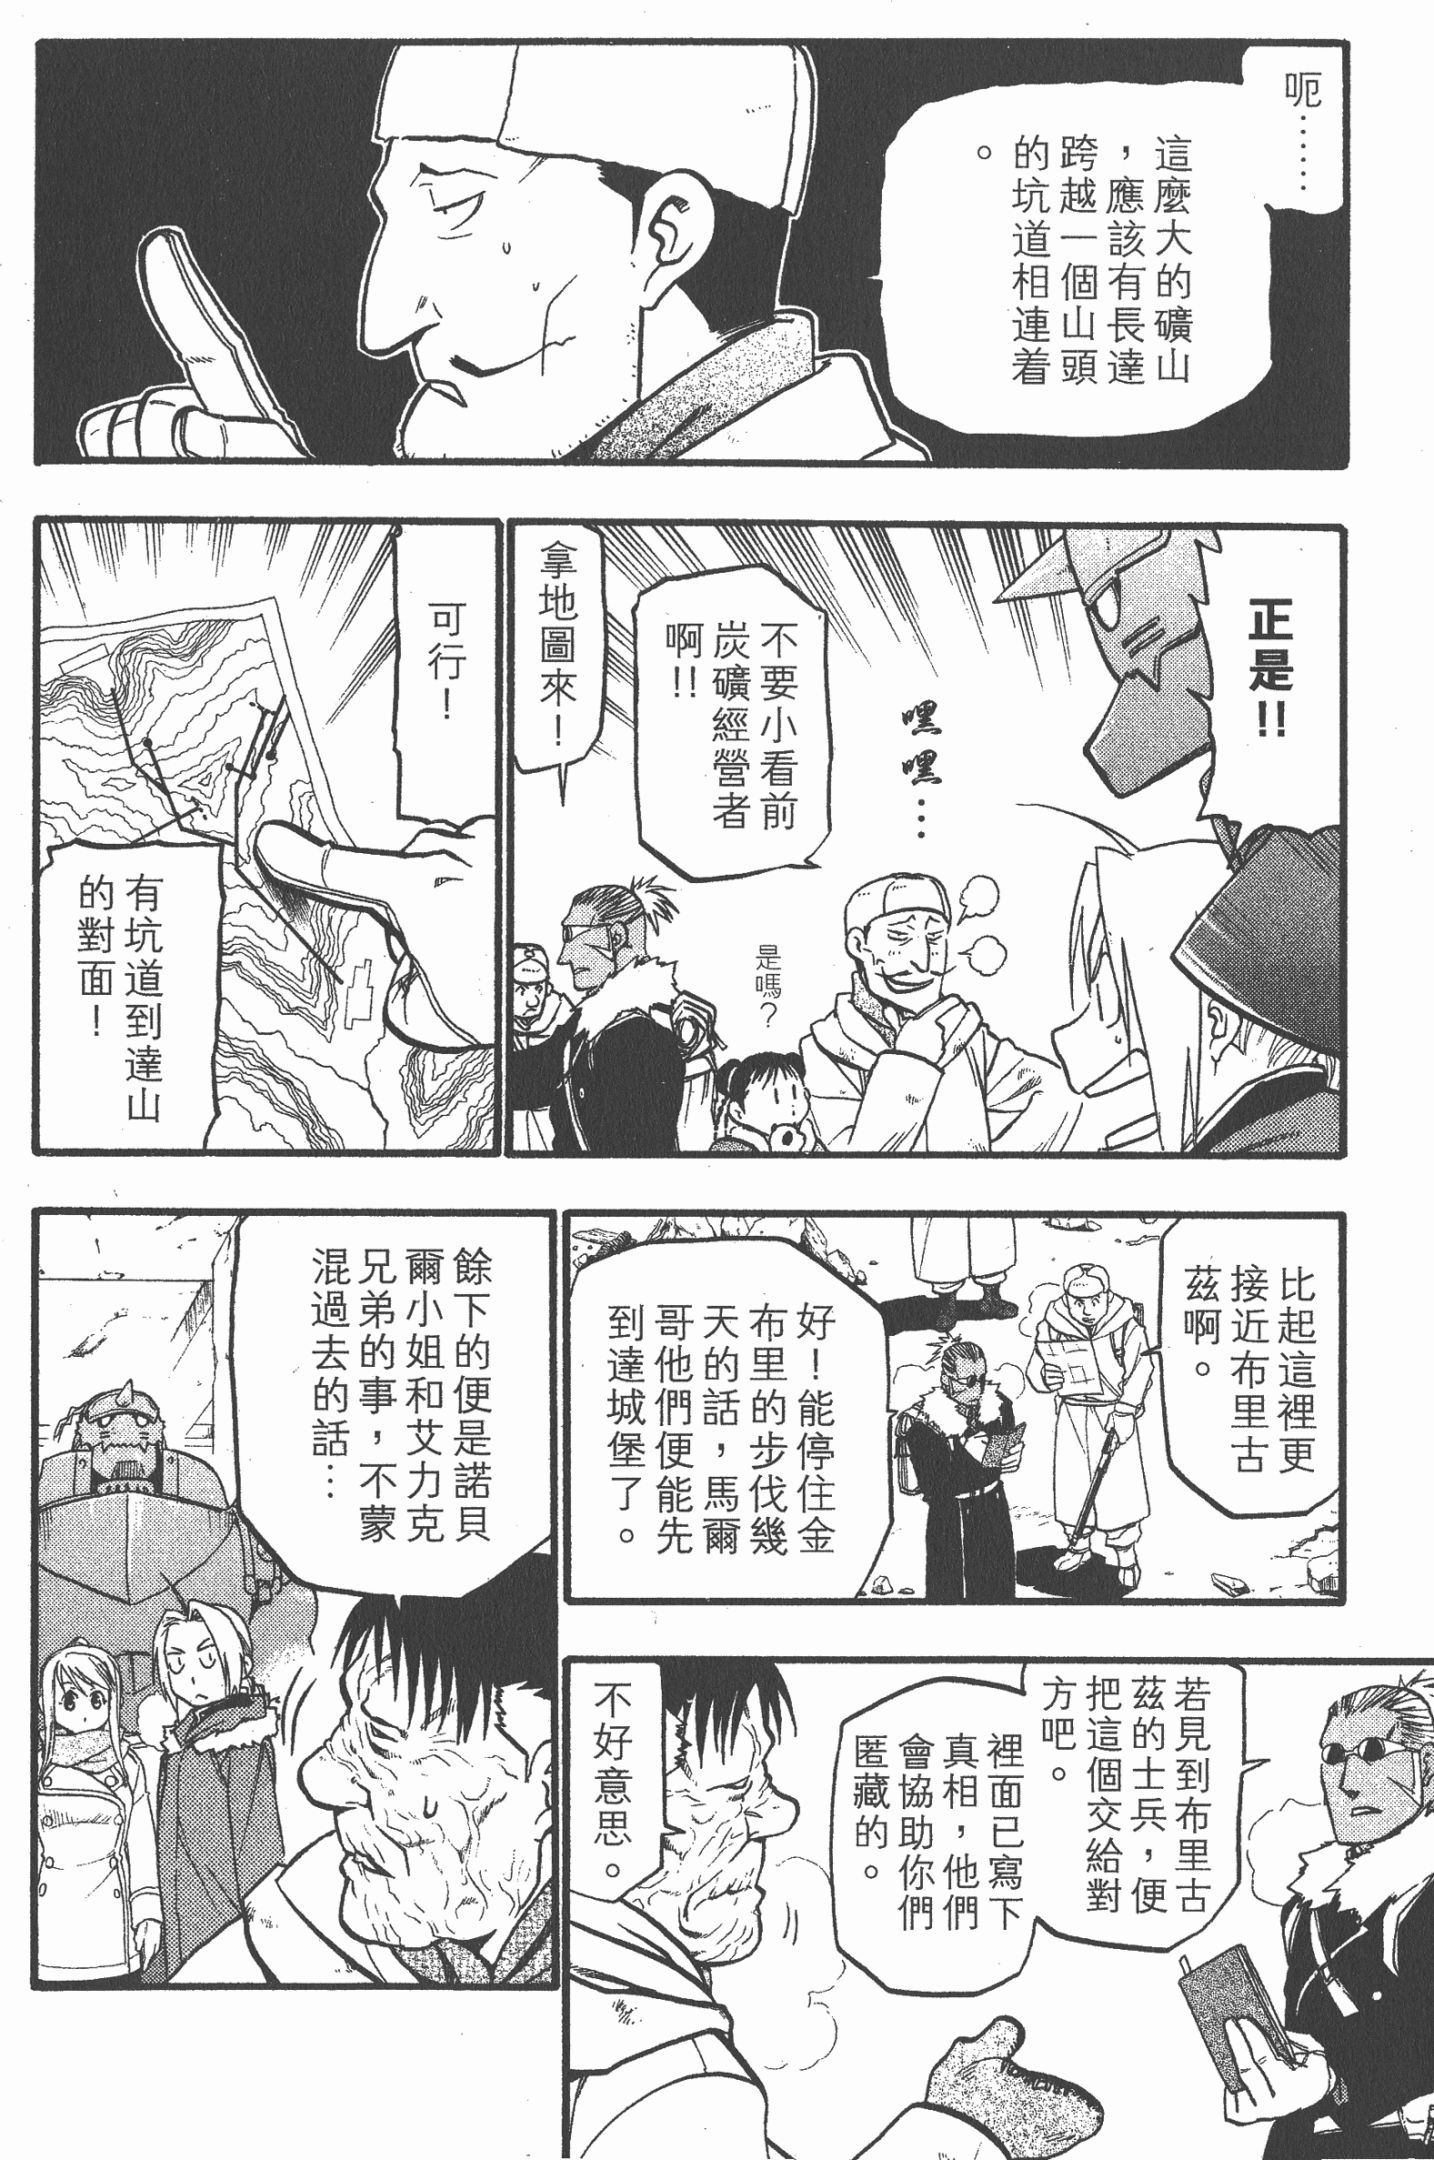 呃……
這麼大的礦山
，應該有長達
跨越一個山頭
的坑道相連着
。
正是!!
嘿嘿…
不要小看前
炭礦經營者
啊!!
是嗎？
拿地圖來！
可行！
有坑道到達山
的對面！
比起這裡更
接近布里古
茲啊。
好！能停住金
布里的步伐幾
天的話，馬爾
哥他們便能先
到達城堡了。
餘下的便是諾貝
爾小姐和艾力克
兄弟的事，不蒙
混過去的話…
若見到布里古
茲的士兵，便
把這個交給對
方吧。
裡面已寫下
真相，他們
會協助你們
匿藏的。
不好意思。